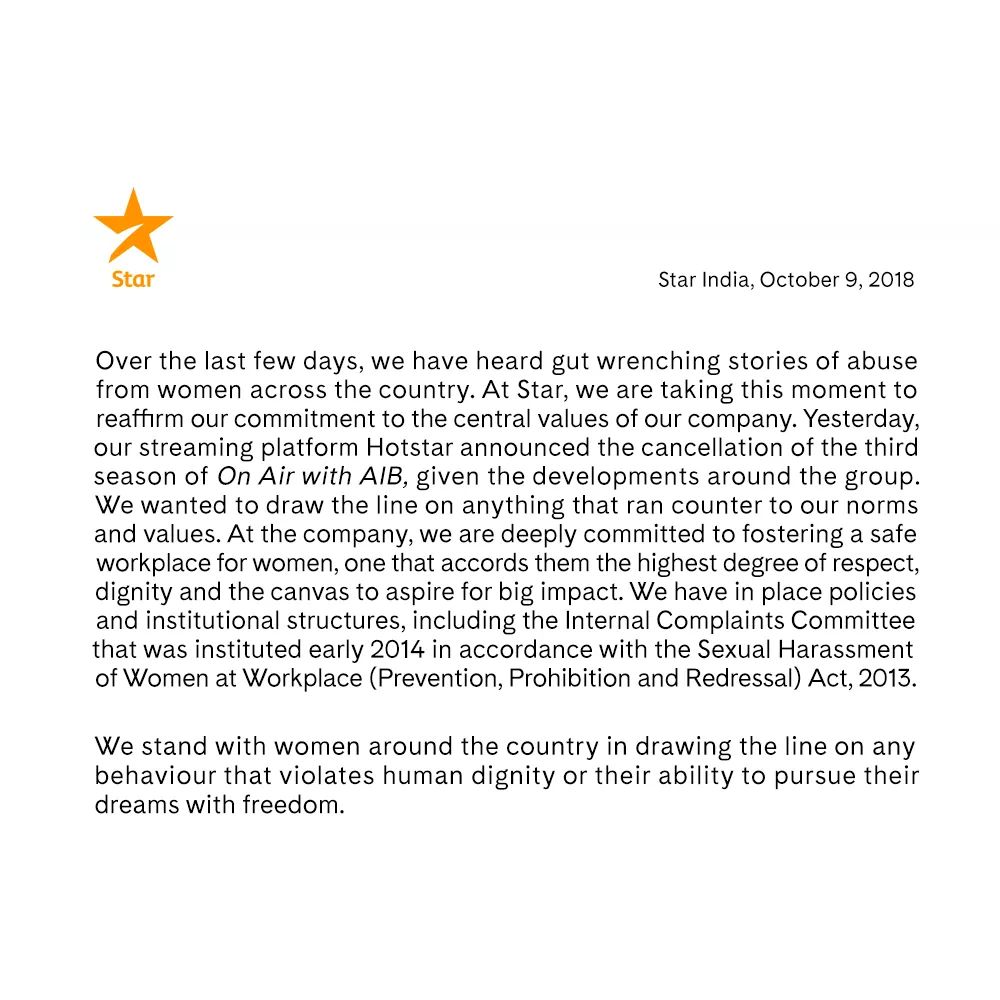 Star
Star India, October 9, 2018
Over the last few days, we have heard gut wrenching stories of abuse
from women across the country. At Star, we are taking this moment to
reaffirm our commitment to the central values of our company. Yesterday,
our streaming platform Hotstar announced the cancellation of the third
season of On Air with AIB, given the developments around the group.
We wanted to draw the line on anything that ran counter to our norms
and values. At the company, we are deeply committed to fostering a safe
workplace for women, one that accords them the highest degree of respect,
dignity and the canvas to aspire for big impact. We have in place policies
and institutional structures, including the Internal Complaints Committee
that was instituted early 2014 in accordance with the Sexual Harassment
of Women at Workplace (Prevention, Prohibition and Redressal) Act, 2013.
We stand with women around the country in drawing the line on any
behaviour that violates human dignity or their ability to pursue their
dreams with freedom.